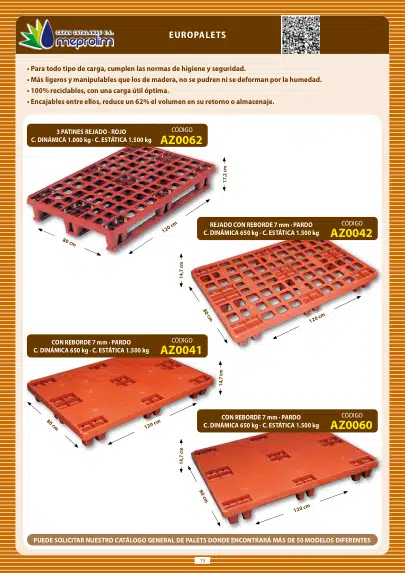 CAYAS CATALANAS S.L.
meprolim
EUROPALETS
• Para todo tipo de carga, cumplen las normas de higiene y seguridad.
• Más ligeros y manipulables que los de madera, no se pudren ni se deforman por la humedad.
• 100% reciclables, con una carga útil óptima.
• Encajables entre ellos, reduce un 62% el volumen en su retorno o almacenaje.
3 PATINES REJADO - ROJO
C. DINÁMICA 1.000 kg - C. ESTÁTICA 1.500 kg
CÓDIGO
AZ0062
17,2 cm
80 cm
120 cm
REJADO CON REBORDE 7 mm - PARDO
C. DINÁMICA 650 kg - C. ESTÁTICA 1.500 kg
CÓDIGO
AZ0042
14,7 cm
80 cm
120 cm
CON REBORDE 7 mm - PARDO
C. DINÁMICA 650 kg - C. ESTÁTICA 1.500 kg
CÓDIGO
AZ0041
14,7 cm
80 cm
120 cm
CON REBORDE 7 mm - PARDO
C. DINÁMICA 650 kg - C. ESTÁTICA 1.500 kg
CÓDIGO
AZ0060
14,7 cm
80 cm
120 cm
PUEDE SOLICITAR NUESTRO CATÁLOGO GENERAL DE PALETS DONDE ENCONTRARÁ MÁS DE 50 MODELOS DIFERENTES
79